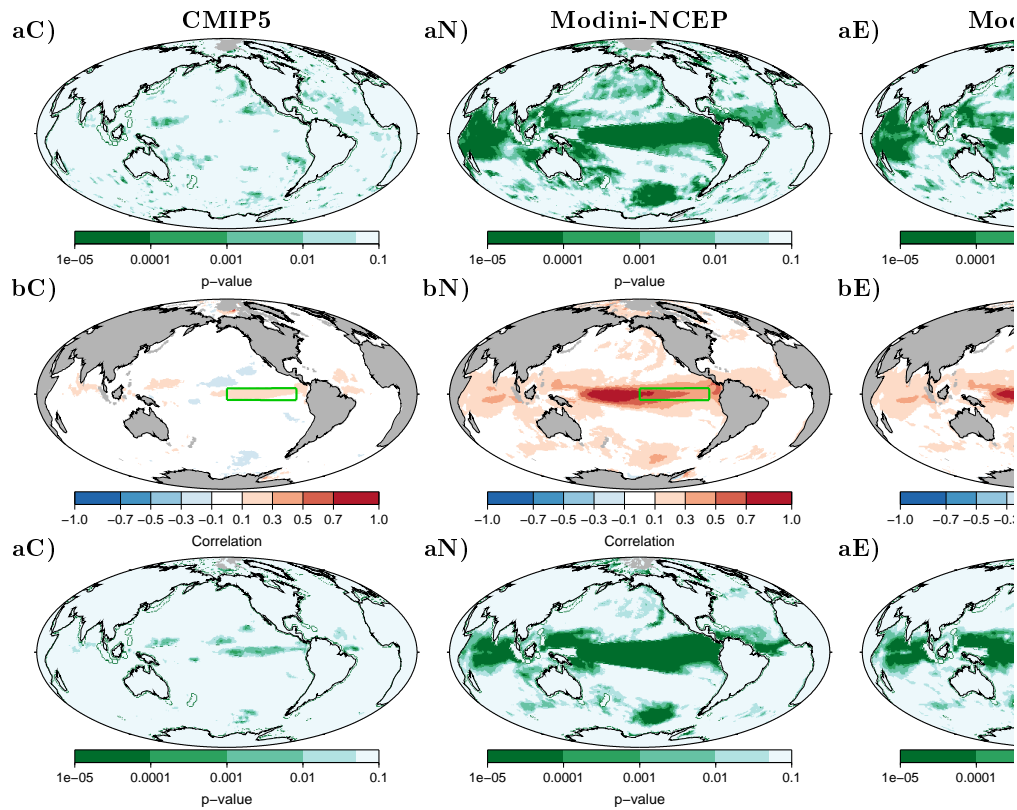 CMIP5 Modini-NCEP
aC) aN) aE)
1e−05 0.0001 0.001 0.01 0.1 1e−05 0.0001 0.001 0.01 0.1 1e−05 0.0001
p−value p−value
bC) bN) bE)
−1.0 −0.7 −0.5 −0.3 −0.1 0.1 0.3 0.5 0.7 1.0 −1.0 −0.7 −0.5 −0.3 −0.1 0.1 0.3 0.5 0.7 1.0 −1.0 −0.7 −0.5
Correlation Correlation
aC) aN) aE)
1e−05 0.0001 0.001 0.01 0.1 1e−05 0.0001 0.001 0.01 0.1 1e−05 0.0001
p−value p−value